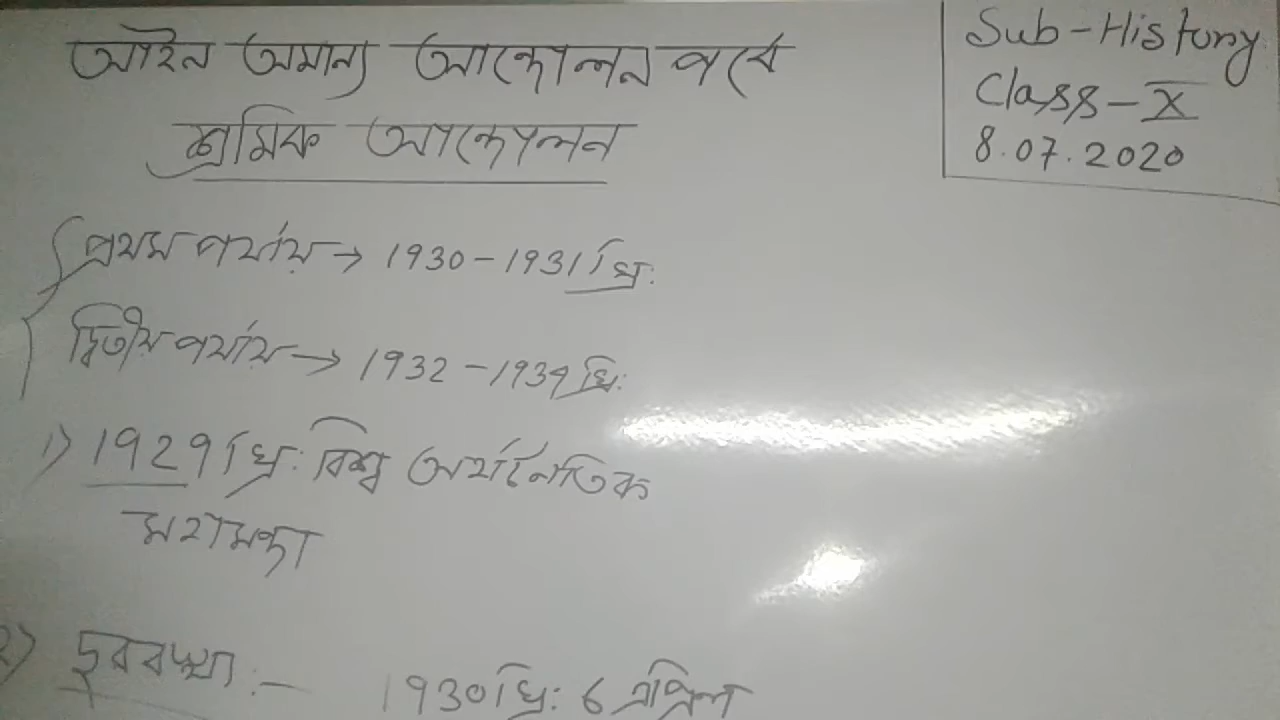 আইন অমান্য আন্দোলন পর্বে
শ্রমিক আন্দোলন
Sub-History
Class-X
8.07.2020
প্রথম পর্যায় → 1930-1931 খ্রি:
দ্বিতীয় পর্যায় → 1932-1934 খ্রি:
1) 1929 খ্রি: বিশ্ব অর্থনৈতিক
মহামন্দা
2) দুরবস্থা :- 1930 খ্রি: ৬ এপ্রিল